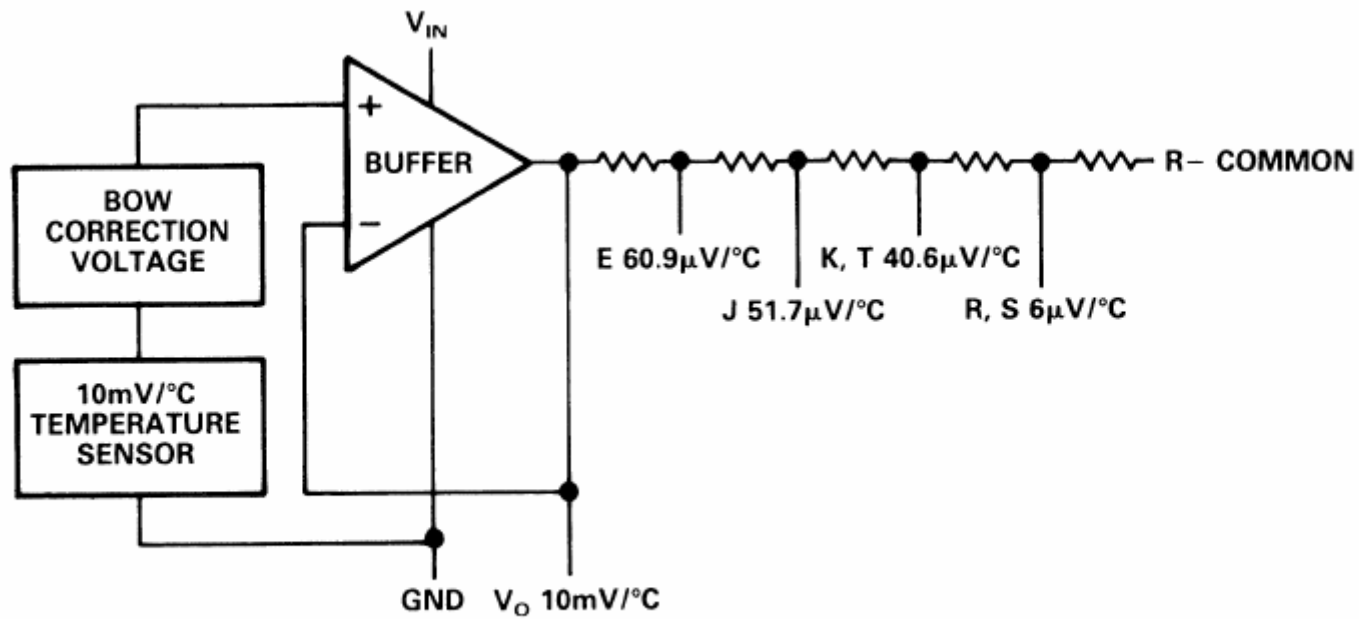 V_IN
+
BUFFER
−
BOW
CORRECTION
VOLTAGE
10mV/°C
TEMPERATURE
SENSOR
R− COMMON
E 60.9μV/°C
K, T 40.6μV/°C
J 51.7μV/°C
R, S 6μV/°C
GND
V_O 10mV/°C